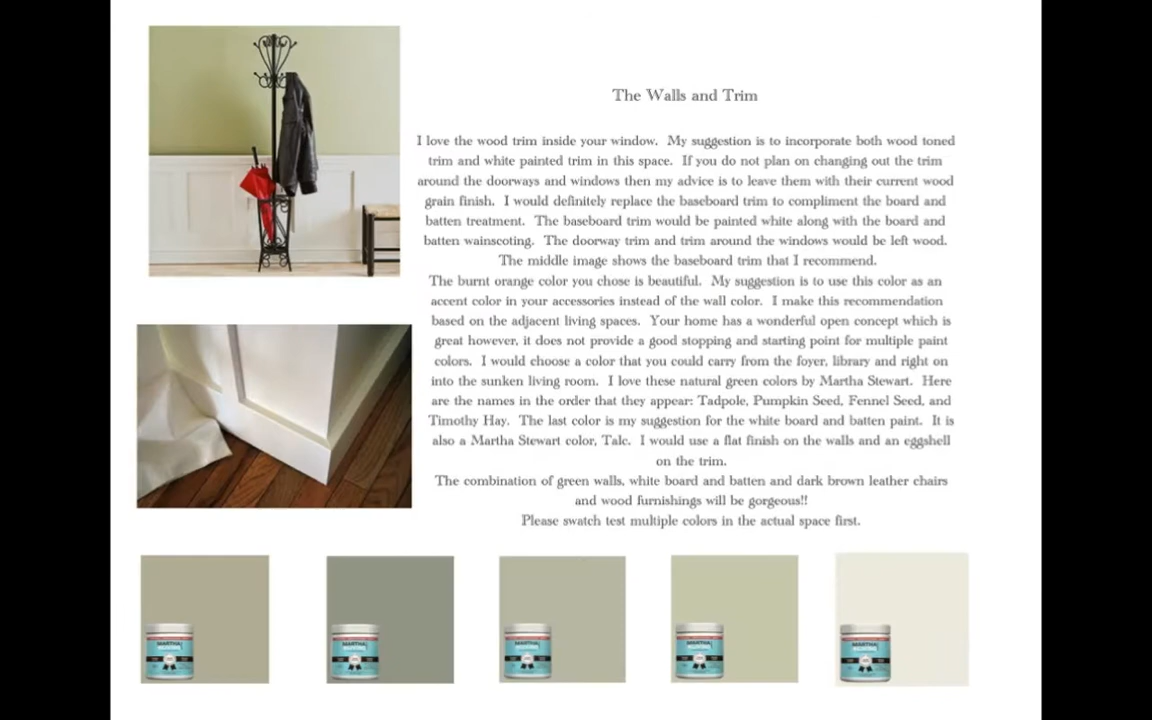 The Walls and Trim
I love the wood trim inside your window. My suggestion is to incorporate both wood toned
trim and white painted trim in this space. If you do not plan on changing out the trim
around the doorways and windows then my advice is to leave them with their current wood
grain finish. I would definitely replace the baseboard trim to compliment the board and
batten treatment. The baseboard trim would be painted white along with the board and
batten wainscoting. The doorway trim and trim around the windows would be left wood.
The middle image shows the baseboard trim that I recommend.
The burnt orange color you chose is beautiful. My suggestion is to use this color as an
accent color in your accessories instead of the wall color. I make this recommendation
based on the adjacent living spaces. Your home has a wonderful open concept which is
great however, it does not provide a good stopping and starting point for multiple paint
colors. I would choose a color that you could carry from the foyer, library and right on
into the sunken living room. I love these natural green colors by Martha Stewart. Here
are the names in the order that they appear: Tadpole, Pumpkin Seed, Fennel Seed, and
Timothy Hay. The last color is my suggestion for the white board and batten paint. It is
also a Martha Stewart color, Talc. I would use a flat finish on the walls and an eggshell
on the trim.
The combination of green walls, white board and batten and dark brown leather chairs
and wood furnishings will be gorgeous!!
Please swatch test multiple colors in the actual space first.
MARTHA
MARTHA
MARTHA
MARTHA
MARTHA